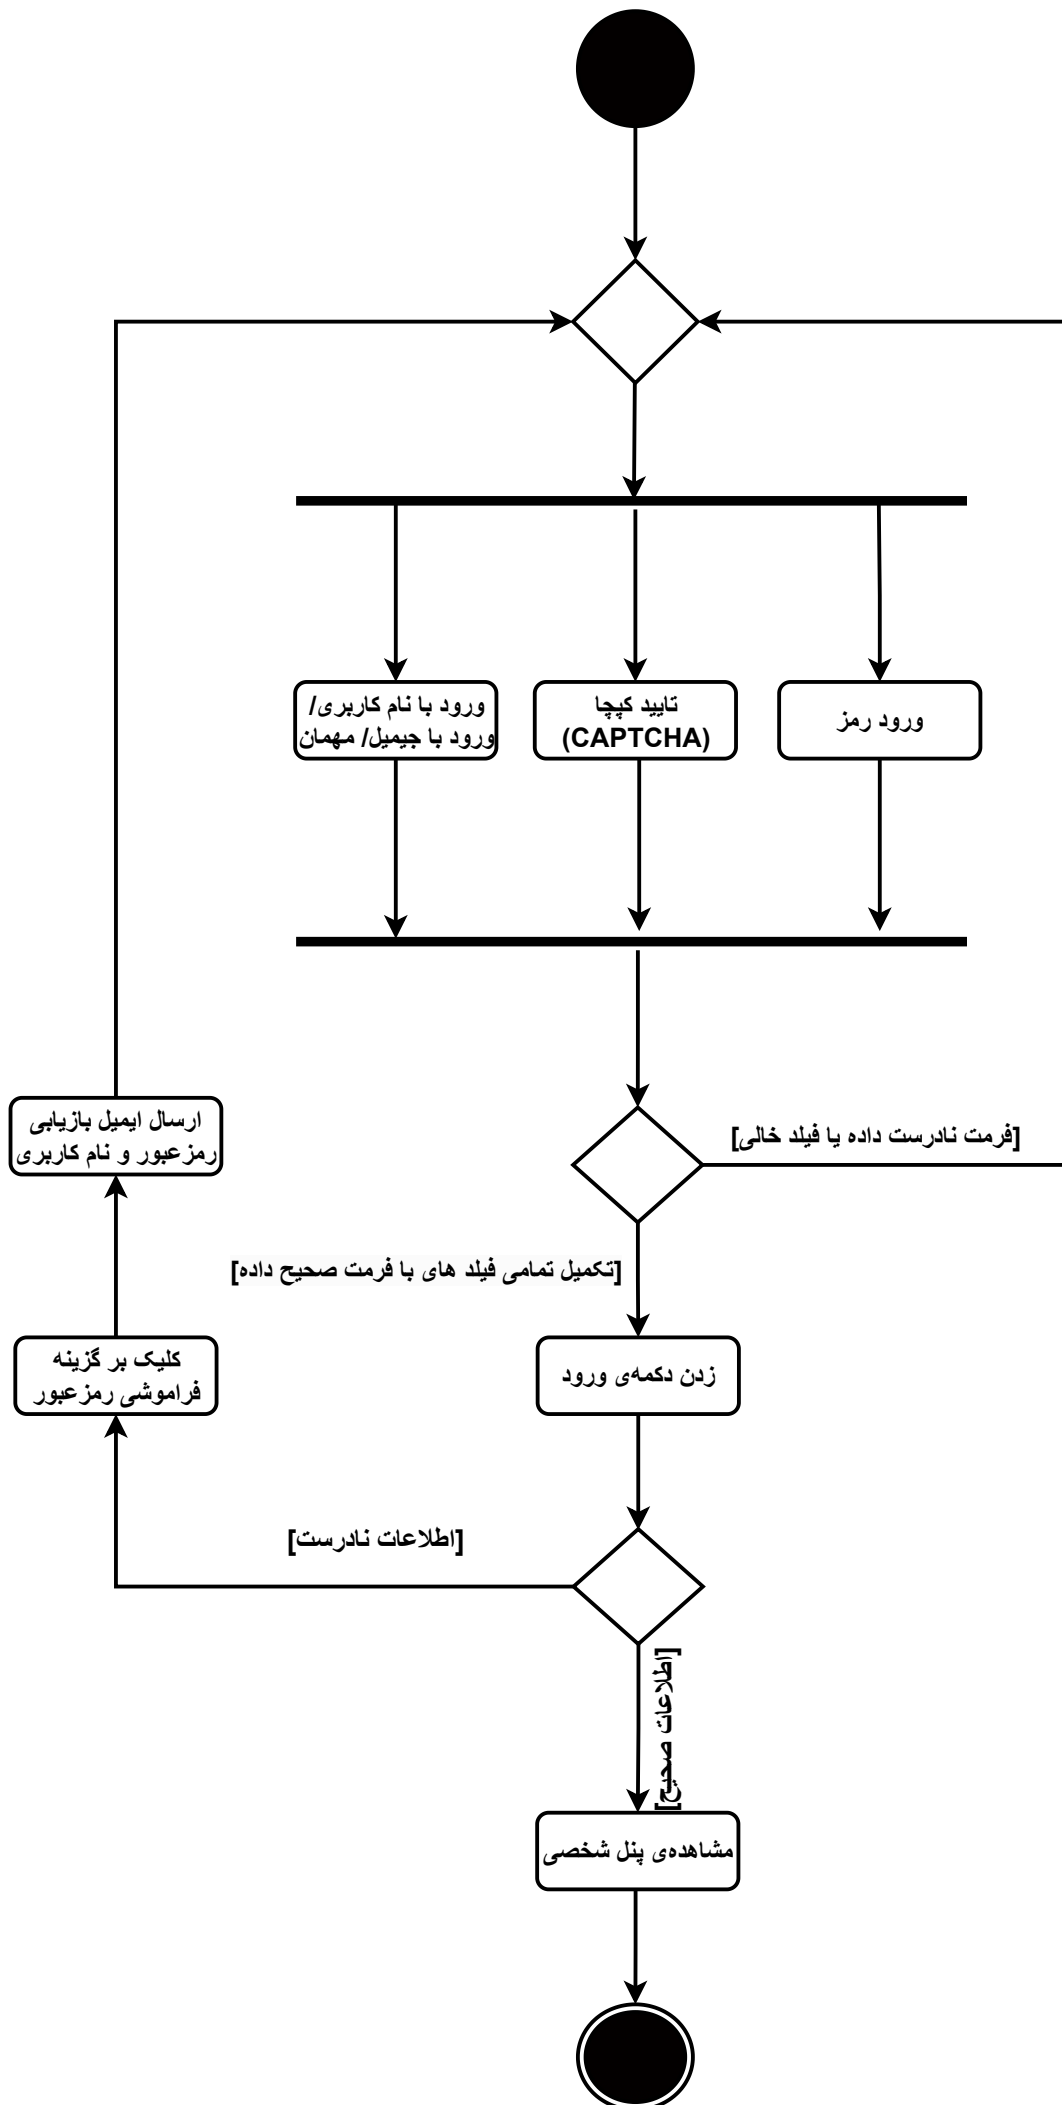 ورود با نام کاربری/
ورود با جیمیل/ مهمان
تایید کپچا
(CAPTCHA)
ورود رمز
ارسال ایمیل بازیابی
رمزعبور و نام کاربری
[فرمت نادرست داده یا فیلد خالی]
[تکمیل تمامی فیلد های با فرمت صحیح داده]
کلیک بر گزینه
فراموشی رمزعبور
زدن دکمه‌ی ورود
[اطلاعات نادرست]
[اطلاعات صحیح]
مشاهده‌ی پنل شخصی